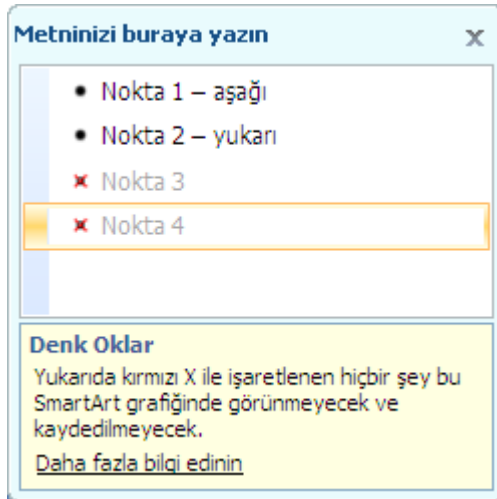 Metninizi buraya yazın
Nokta 1 – aşağı
Nokta 2 – yukarı
Nokta 3
Nokta 4
Denk Oklar
Yukarıda kırmızı X ile işaretlenen hiçbir şey bu
SmartArt grafiğinde görünmeyecek ve
kaydedilmeyecek.
Daha fazla bilgi edinin